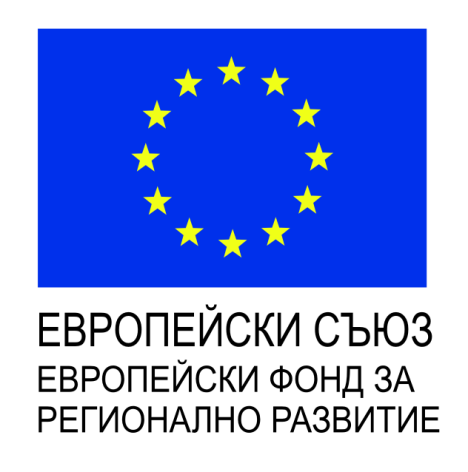 ЕВРОПЕЙСКИ СЪЮЗ
ЕВРОПЕЙСКИ ФОНД ЗА
РЕГИОНАЛНО РАЗВИТИЕ